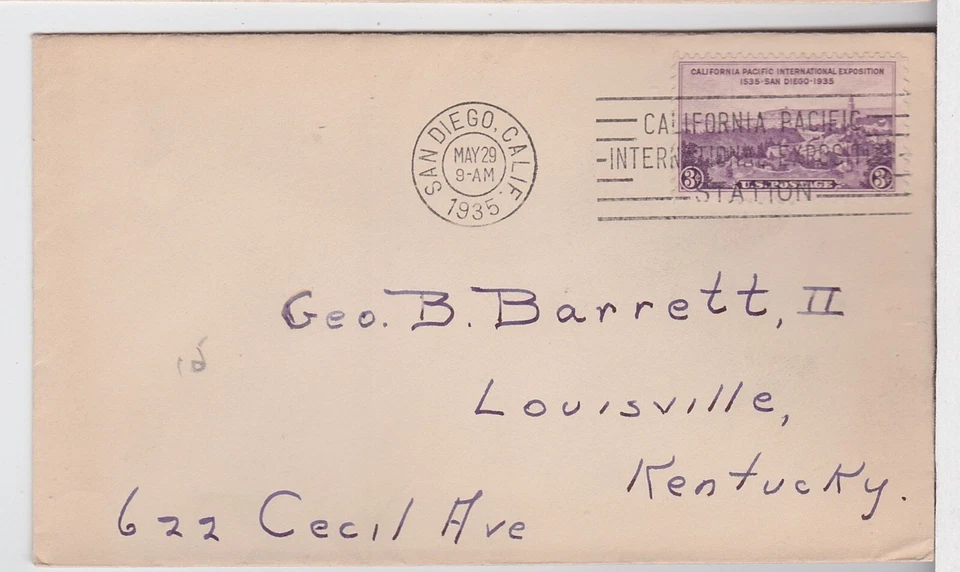 CALIFORNIA PACIFIC INTERNATIONAL EXPOSITION
1535-SAN DIEGO-1935
3¢ U.S. POSTAGE 3¢
SAN DIEGO, CALIF.
MAY 29
9-AM
1935
CALIFORNIA PACIFIC
INTERNATIONAL EXPOSITION
STATION
Geo. B. Barrett, II
Louisville,
Kentucky.
622 Cecil Ave